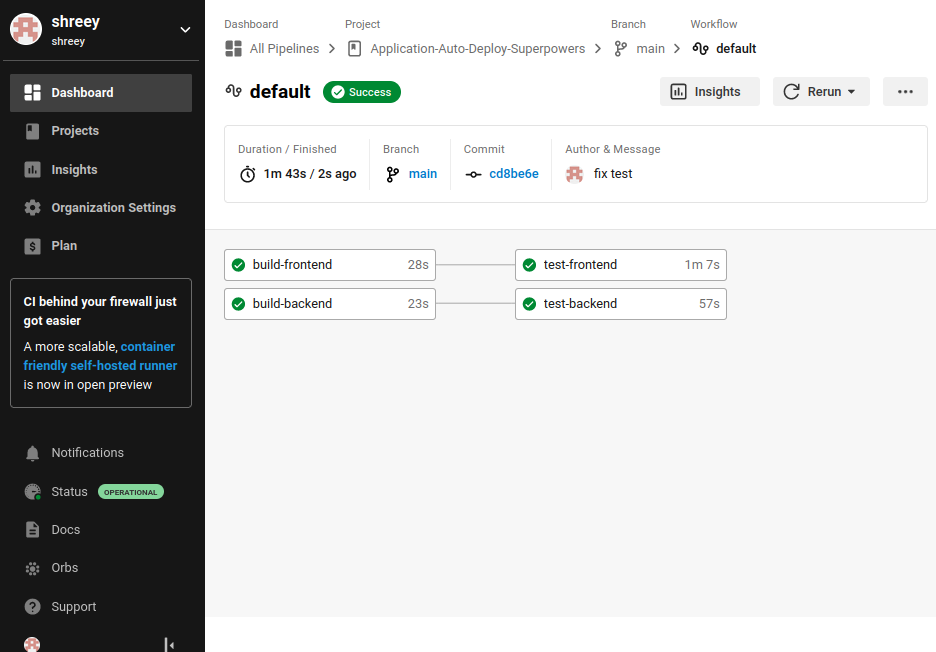 shreey
shreey
Dashboard
Projects
Insights
Organization Settings
Plan
CI behind your firewall just
got easier
A more scalable, container
friendly self-hosted runner
is now in open preview
Notifications
Status OPERATIONAL
Docs
Orbs
Support
Dashboard Project Branch Workflow
All Pipelines Application-Auto-Deploy-Superpowers main default
default Success Insights Rerun
Duration / Finished Branch Commit Author & Message
1m 43s / 2s ago main cd8be6e fix test
build-frontend 28s test-frontend 1m 7s
build-backend 23s test-backend 57s